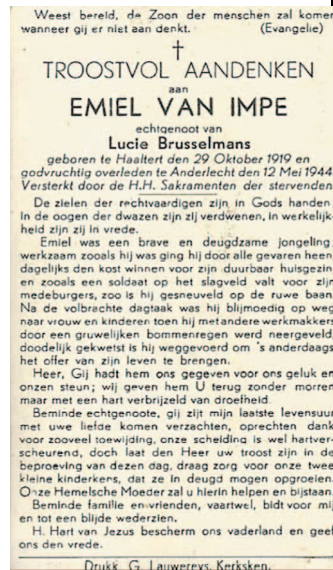 Weest bereid, de Zoon der menschen zal komen
wanneer gij er niet aan denkt. (Evangelie)
TROOSTVOL AANDENKEN
aan
EMIEL VAN IMPE
echtgenoot van
Lucie Brusselmans
geboren te Haaltert den 29 Oktober 1919 en
godvruchtig overleden te Anderlecht den 12 Mei 1944
Versterkt door de H.H. Sakramenten der stervenden
De zielen der rechtvaardigen zijn in Gods handen
In de oogen der dwazen zijn zij verdwenen, in werkelijk-
heid zijn zij in vrede.
Emiel was een brave en deugdzame jongeling,
werkzaam zooals hij was ging hij door alle gevaren heen
dagelijks den kost winnen voor zijn duurbaar huisgezin
en zooals een soldaat op het slagveld valt voor zijn
medeburgers, zoo is hij gesneuveld op de ruwe baan.
Na de volbrachte dagtaak was hij blijmoedig op weg
naar vrouw en kinderen toen hij met andere werkmakkers
door een gruwelijken bommenregen werd neergeveld,
doodelijk gekwetst is hij weggevoerd om 's anderdaags
het offer van zijn leven te brengen.
Heer, Gij hadt hem ons gegeven voor ons geluk en
onzen steun; wij geven hem U terug zonder morren
maar met een hart verbrijzeld van droefheid.
Beminde echtgenoote, gij zijt mijn laatste levensuur
met uwe liefde komen verzachten, oprechten dank
voor zooveel toewijding, onze scheiding is wel hartver-
scheurend, doch laat den Heer uw troost zijn in de
beproeving van dezen dag, draag zorg voor onze twee
kleine kinderkens, dat ze in deugd mogen opgroeien.
Onze Hemelsche Moeder zal u hierin helpen en bijstaan.
Beminde familie en vrienden, vaartwel, bidt voor mij
en tot een blijde wederzien.
H. Hart van Jezus bescherm ons vaderland en geef
ons den vrede.
Drukk. G. Lauwereys, Kerksken.